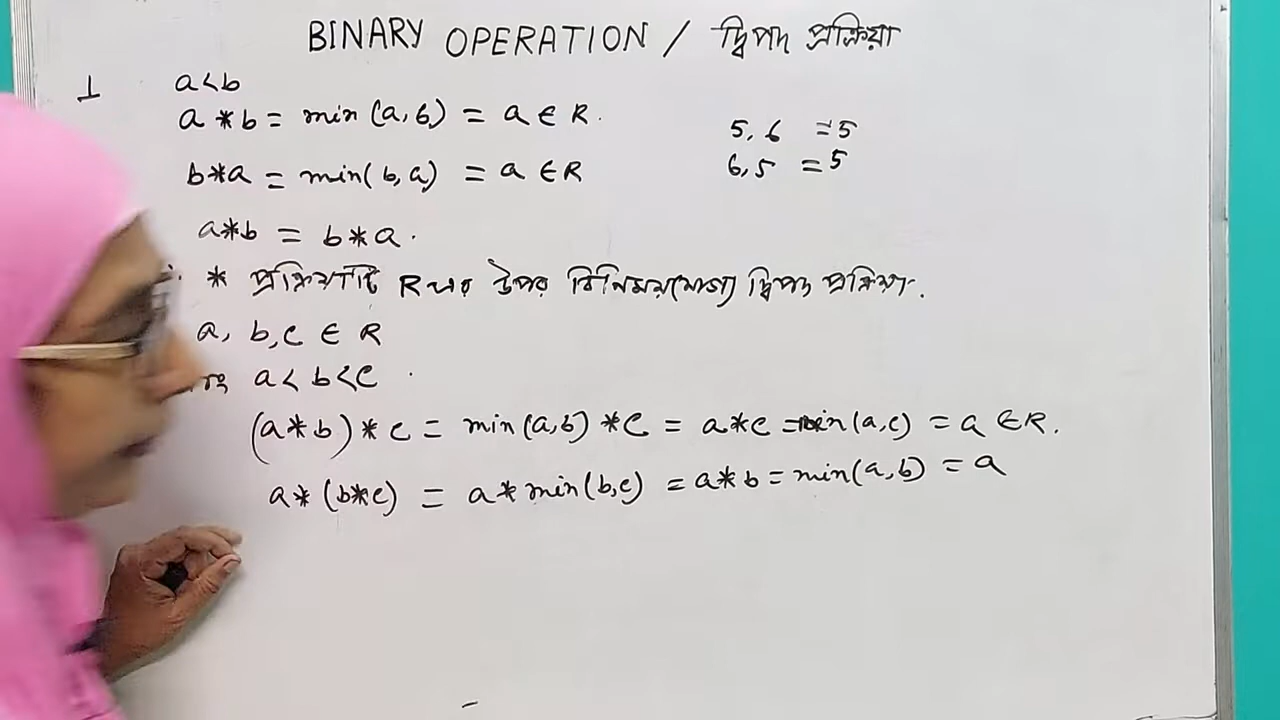 BINARY OPERATION / দ্বিপদ প্রক্রিয়া
1 a<b
a * b = min (a, b) = a ∈ R.
5, 6 = 5
b*a = min( b, a) = a ∈R
6, 5 = 5
a*b = b*a.
* প্রক্রিয়াটি R এর উপর বিনিময়যোগ্য দ্বিপদ প্রক্রিয়া.
a, b, c ∈ R
a < b < c
(a*b) * c = min(a,b) *c = a*c = min(a,c) = a ∈R.
a* (b*c) = a* min(b,c) = a*b = min(a,b) = a